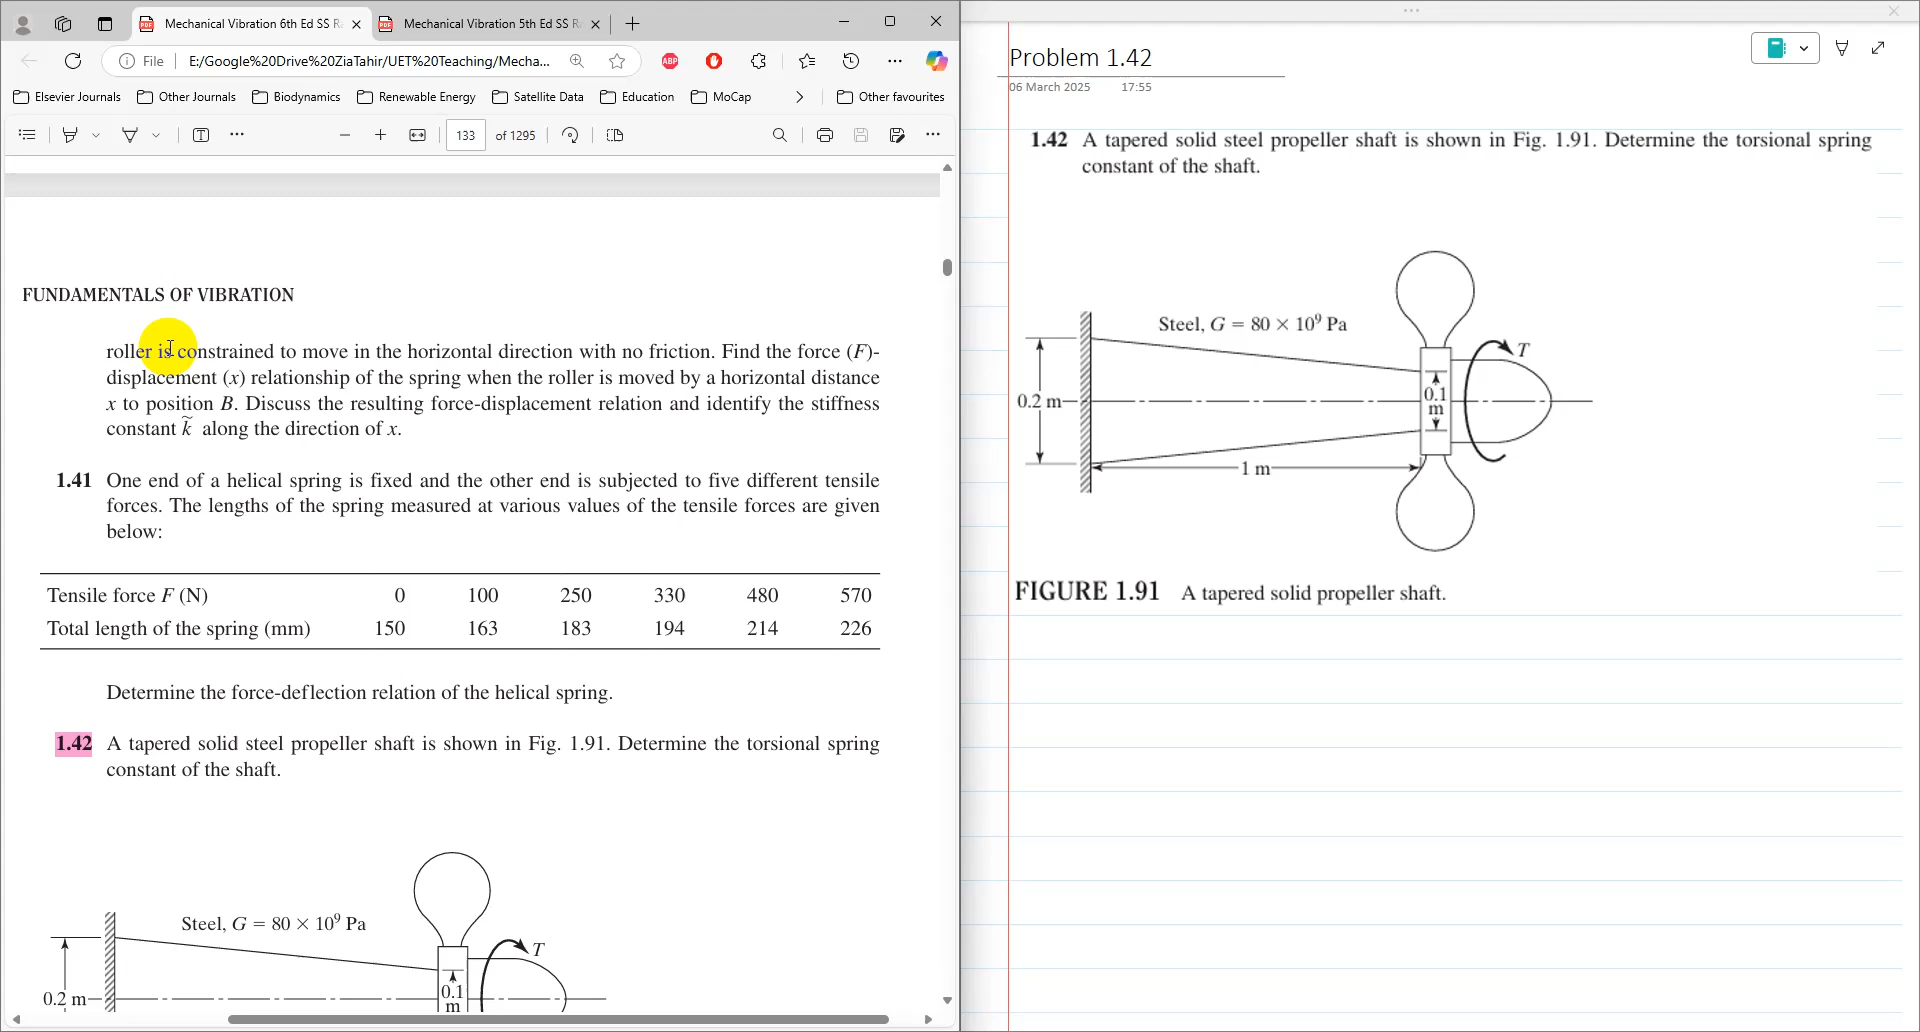 Mechanical Vibration 6th Ed SS R
Mechanical Vibration 5th Ed SS R
File
E:/Google%20Drive%20ZiaTahir/UET%20Teaching/Mecha...
ABP
Elsevier Journals
Other Journals
Biodynamics
Renewable Energy
Satellite Data
Education
MoCap
Other favourites
133 of 1295
FUNDAMENTALS OF VIBRATION
roller is constrained to move in the horizontal direction with no friction. Find the force (F)-
displacement (x) relationship of the spring when the roller is moved by a horizontal distance
x to position B. Discuss the resulting force-displacement relation and identify the stiffness
constant k̃ along the direction of x.
1.41 One end of a helical spring is fixed and the other end is subjected to five different tensile
forces. The lengths of the spring measured at various values of the tensile forces are given
below:
Tensile force F (N) 0 100 250 330 480 570
Total length of the spring (mm) 150 163 183 194 214 226
Determine the force-deflection relation of the helical spring.
1.42 A tapered solid steel propeller shaft is shown in Fig. 1.91. Determine the torsional spring
constant of the shaft.
Steel, G = 80 × 10⁹ Pa
T
0.2 m
0.1
m
Problem 1.42
06 March 2025 17:55
1.42 A tapered solid steel propeller shaft is shown in Fig. 1.91. Determine the torsional spring
constant of the shaft.
Steel, G = 80 × 10⁹ Pa
T
0.2 m
0.1
m
1 m
FIGURE 1.91 A tapered solid propeller shaft.